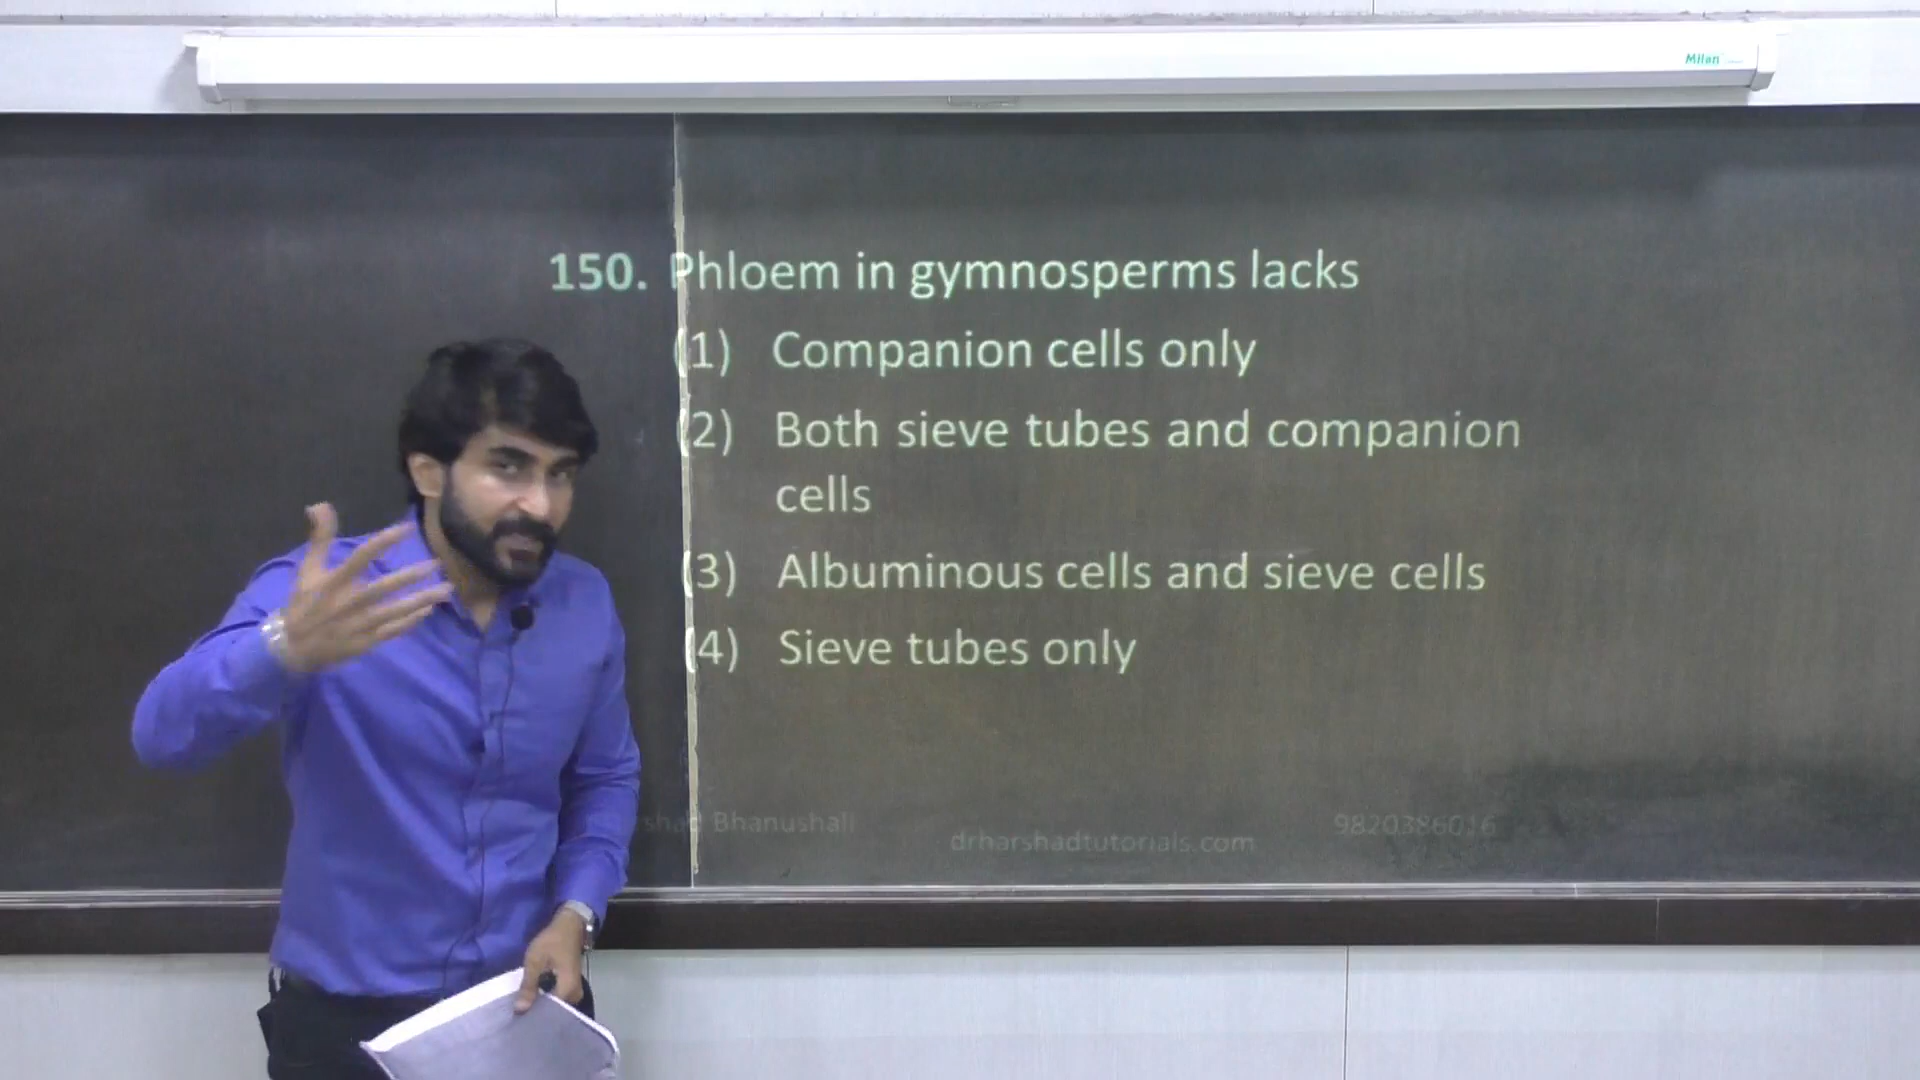 Milan
150. Phloem in gymnosperms lacks
(1) Companion cells only
(2) Both sieve tubes and companion
cells
(3) Albuminous cells and sieve cells
(4) Sieve tubes only
Bhanushali
drharshadtutorials.com
9820386016